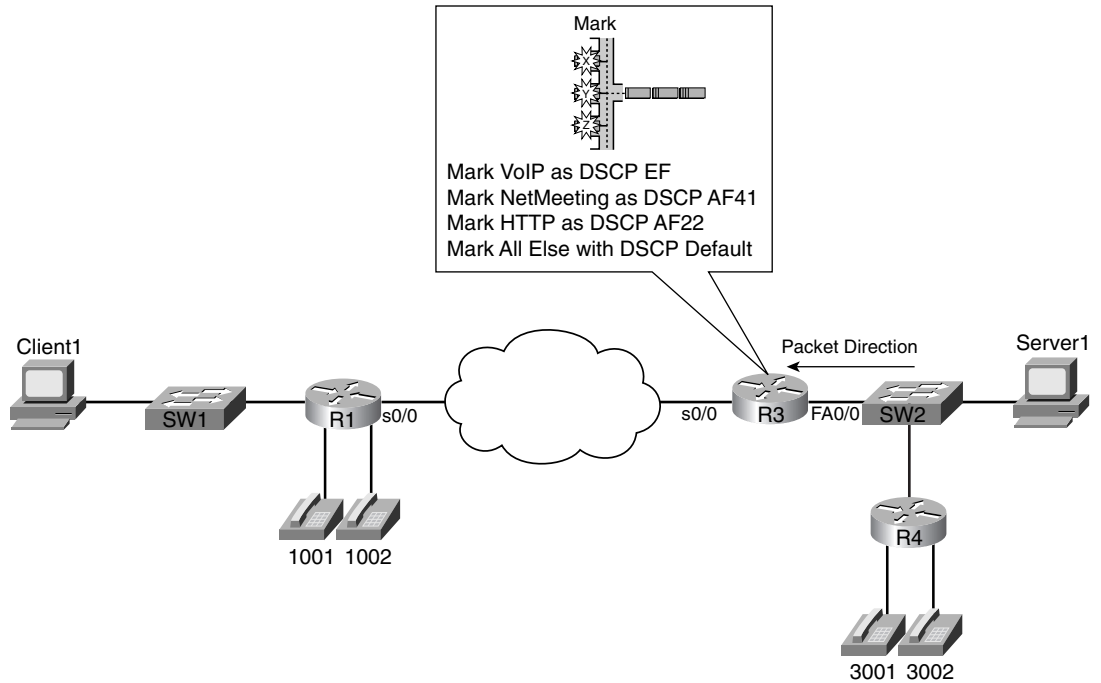 Mark
X
Y
Z
Mark VoIP as DSCP EF
Mark NetMeeting as DSCP AF41
Mark HTTP as DSCP AF22
Mark All Else with DSCP Default
Client1
SW1
R1
s0/0
1001
1002
s0/0
R3
FA0/0
Packet Direction
SW2
Server1
R4
3001
3002